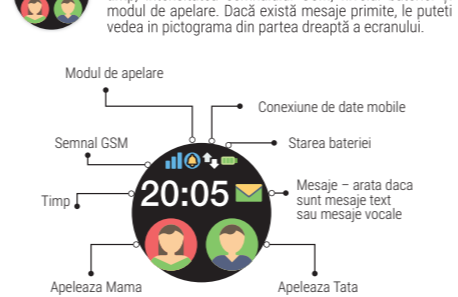 modul de apelare. Dacă există mesaje primite, le puteti
vedea in pictograma din partea dreaptă a ecranului.
Modul de apelare
Conexiune de date mobile
Semnal GSM
Starea bateriei
20:05
Timp
Mesaje – arata daca
sunt mesaje text
sau mesaje vocale
Apeleaza Mama
Apeleaza Tata